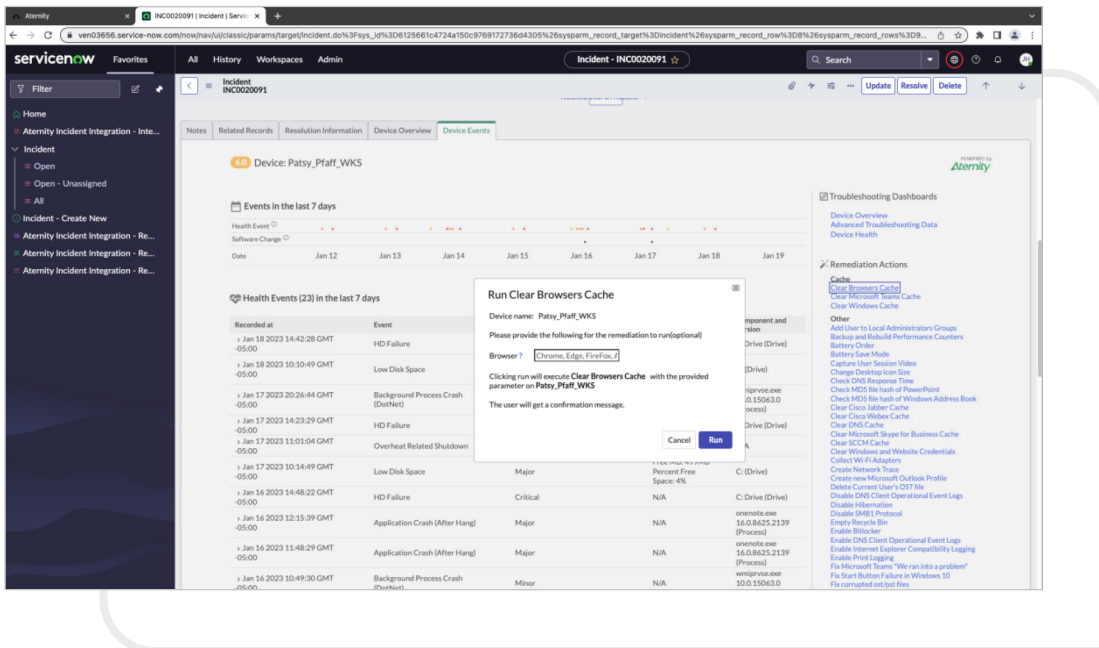 Aternity
INC0020091 | Incident | Servic
ven03656.service-now.com/now/nav/ui/classic/params/target/incident.do%3Fsys_id%3D6125661c4724a150c9769172736d4305%26sysparm_record_target%3Dincident%26sysparm_record_row%3D8%26sysparm_record_rows%3D9...
servicenow
Favorites
All History Workspaces Admin
Incident - INC0020091
Search
JH
Filter
Incident
INC0020091
Update Resolve Delete
Home
Aternity Incident Integration - Inte...
Incident
Open
Open - Unassigned
All
Incident - Create New
Aternity Incident Integration - Re...
Aternity Incident Integration - Re...
Aternity Incident Integration - Re...
Notes Related Records Resolution Information Device Overview Device Events
6.0 Device: Patsy_Pfaff_WKS
POWERED by
Aternity
Events in the last 7 days
Health Event
Software Change
Date Jan 12 Jan 13 Jan 14 Jan 15 Jan 16 Jan 17 Jan 18 Jan 19
Health Events (23) in the last 7 days
Recorded at Event
Jan 18 2023 14:42:28 GMT
-05:00
HD Failure
Drive (Drive)
Jan 18 2023 10:10:49 GMT
-05:00
Low Disk Space
(Drive)
Jan 17 2023 20:26:44 GMT
-05:00
Background Process Crash
(DotNet)
Jan 17 2023 14:23:29 GMT
-05:00
HD Failure
Drive (Drive)
Jan 17 2023 11:01:04 GMT
-05:00
Overheat Related Shutdown
Jan 17 2023 10:14:49 GMT
-05:00
Low Disk Space
Major
Percent Free
Space: 4%
C: (Drive)
Jan 16 2023 14:48:22 GMT
-05:00
HD Failure
Critical
N/A
C: Drive (Drive)
Jan 16 2023 12:15:39 GMT
-05:00
Application Crash (After Hang)
Major
N/A
onenote.exe
16.0.8625.2139
(Process)
Jan 16 2023 11:48:29 GMT
-05:00
Application Crash (After Hang)
Major
N/A
onenote.exe
16.0.8625.2139
(Process)
Jan 16 2023 10:49:30 GMT
-05:00
Background Process Crash
(DotNet)
Minor
N/A
wmiprvse.exe
10.0.15063.0
Run Clear Browsers Cache
Device name: Patsy_Pfaff_WKS
Please provide the following for the remediation to run(optional)
Browser ? Chrome, Edge, FireFox, A
Clicking run will execute Clear Browsers Cache with the provided
parameter on Patsy_Pfaff_WKS
The user will get a confirmation message.
Cancel Run
Troubleshooting Dashboards
Device Overview
Advanced Troubleshooting Data
Device Health
Remediation Actions
Cache
Clear Browsers Cache
Clear Microsoft Teams Cache
Clear Windows Cache
Other
Add User to Local Administrators Groups
Backup and Rebuild Performance Counters
Battery Order
Battery Save Mode
Capture User Session Video
Change Desktop Icon Size
Check DNS Response Time
Check MD5 file hash of PowerPoint
Check MD5 file hash of Windows Address Book
Clear Cisco Jabber Cache
Clear Cisco Webex Cache
Clear DNS Cache
Clear Microsoft Skype for Business Cache
Clear SCCM Cache
Clear Windows and Website Credentials
Collect Wi-Fi Adapters
Create Network Trace
Create new Microsoft Outlook Profile
Delete Current User's OST file
Disable DNS Client Operational Event Logs
Disable Hibernation
Disable SMB1 Protocol
Empty Recycle Bin
Enable Bitlocker
Enable DNS Client Operational Event Logs
Enable Internet Explorer Compatibility Logging
Enable Print Logging
Fix Microsoft Teams "We ran into a problem"
Fix Start Button Failure in Windows 10
Fix corrupted ost/pst files